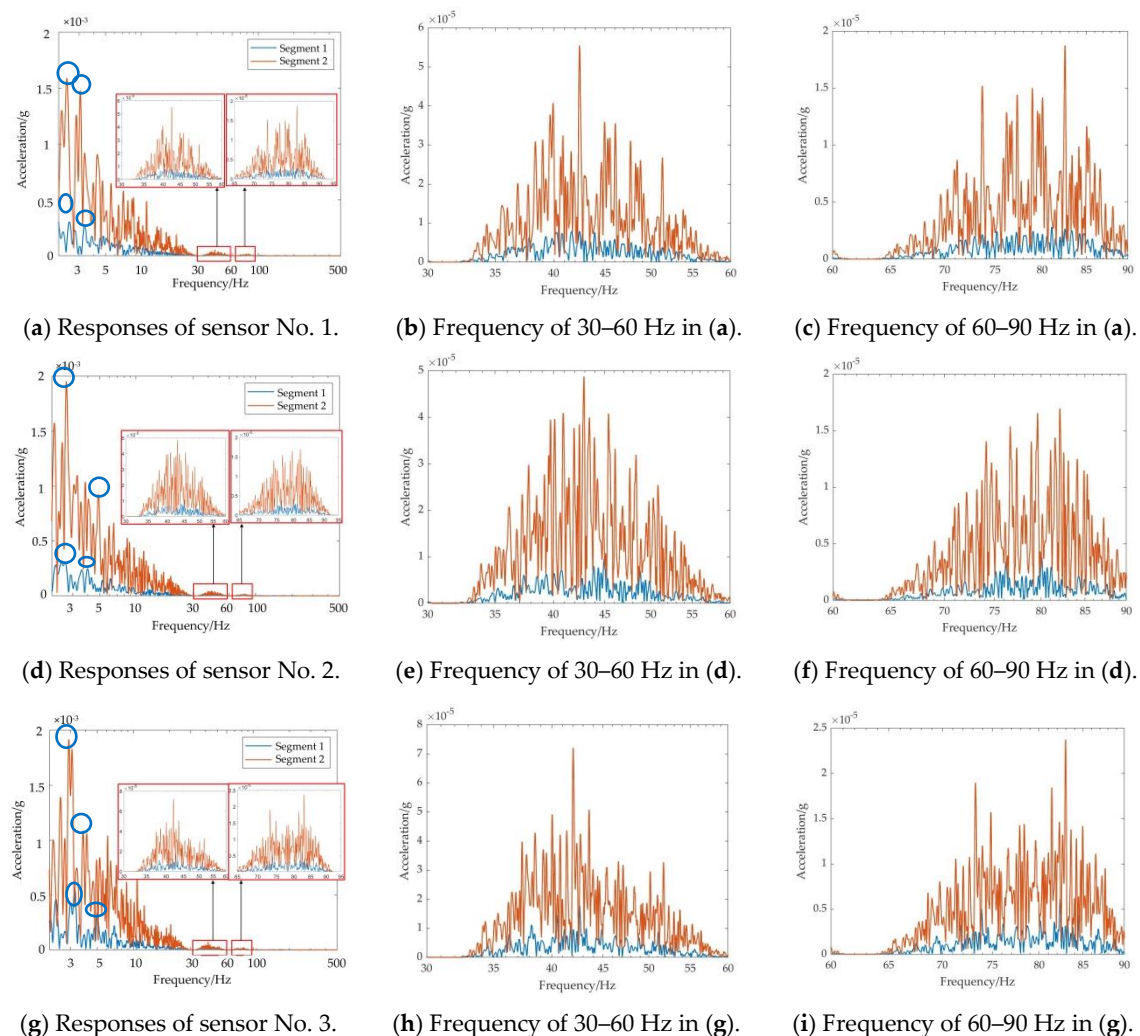 ×10⁻³
2
1.5
1
0.5
0
Acceleration/g
Segment 1
Segment 2
3 5 10 30 60 100 500
Frequency/Hz
×10⁻⁵
6
5
4
3
2
1
0
Acceleration/g
30 40 45 50 55 60
Frequency/Hz
×10⁻⁵
2
1.5
1
0.5
0
Acceleration/g
60 65 70 75 80 85 90
Frequency/Hz
(a) Responses of sensor No. 1.
(b) Frequency of 30–60 Hz in (a).
(c) Frequency of 60–90 Hz in (a).
×10⁻³
2
1.5
1
0.5
0
Acceleration/g
Segment 1
Segment 2
3 5 10 30 60 100 500
Frequency/Hz
×10⁻⁵
5
4
3
2
1
0
Acceleration/g
30 35 40 45 50 55 60
Frequency/Hz
×10⁻⁵
2
1.5
1
0.5
0
Acceleration/g
60 65 70 75 80 85 90
Frequency/Hz
(d) Responses of sensor No. 2.
(e) Frequency of 30–60 Hz in (d).
(f) Frequency of 60–90 Hz in (d).
×10⁻³
2
1.5
1
0.5
0
Acceleration/g
Segment 1
Segment 2
3 5 10 30 60 100 500
Frequency/Hz
×10⁻⁵
8
7
6
5
4
3
2
1
0
Acceleration/g
30 35 40 45 50 55 60
Frequency/Hz
×10⁻⁵
2.5
2
1.5
1
0.5
0
Acceleration/g
60 65 73 75 83 85 90
Frequency/Hz
(g) Responses of sensor No. 3.
(h) Frequency of 30–60 Hz in (g).
(i) Frequency of 60–90 Hz in (g).